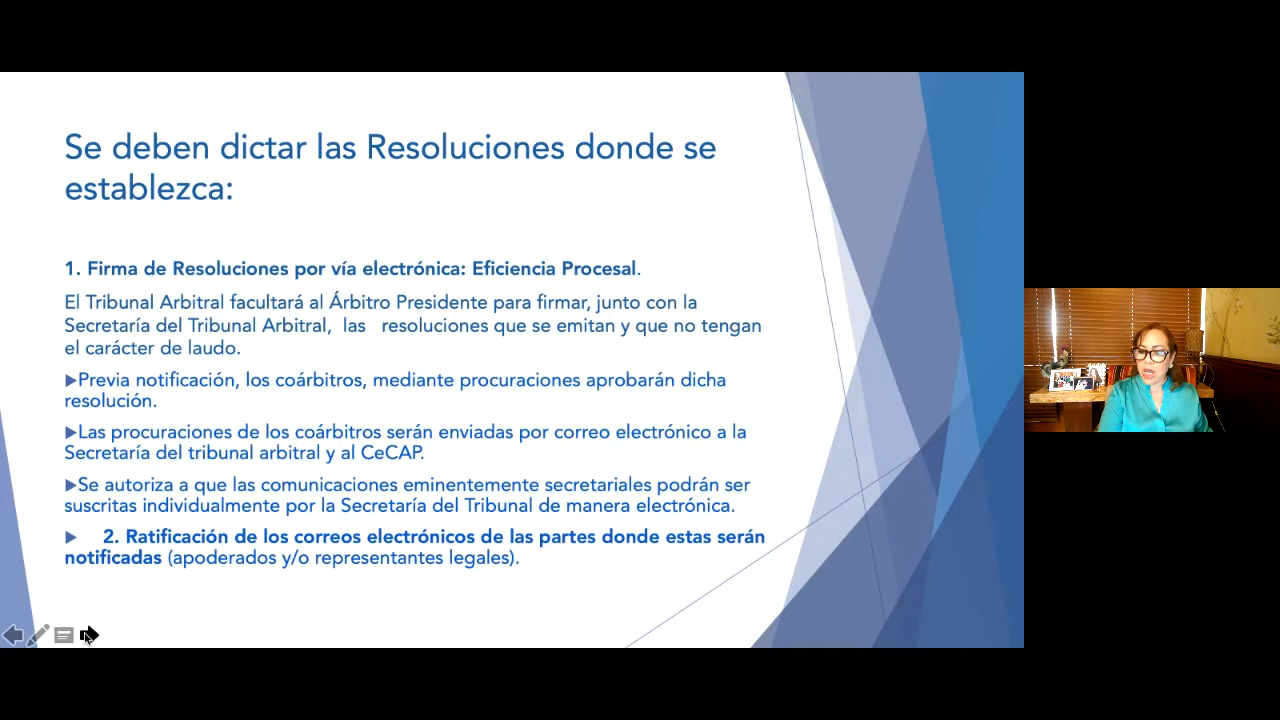 Se deben dictar las Resoluciones donde se
establezca:
1. Firma de Resoluciones por vía electrónica: Eficiencia Procesal.
El Tribunal Arbitral facultará al Árbitro Presidente para firmar, junto con la
Secretaría del Tribunal Arbitral, las resoluciones que se emitan y que no tengan
el carácter de laudo.
▶Previa notificación, los coárbitros, mediante procuraciones aprobarán dicha
resolución.
▶Las procuraciones de los coárbitros serán enviadas por correo electrónico a la
Secretaría del tribunal arbitral y al CeCAP.
▶Se autoriza a que las comunicaciones eminentemente secretariales podrán ser
suscritas individualmente por la Secretaría del Tribunal de manera electrónica.
▶ 2. Ratificación de los correos electrónicos de las partes donde estas serán
notificadas (apoderados y/o representantes legales).